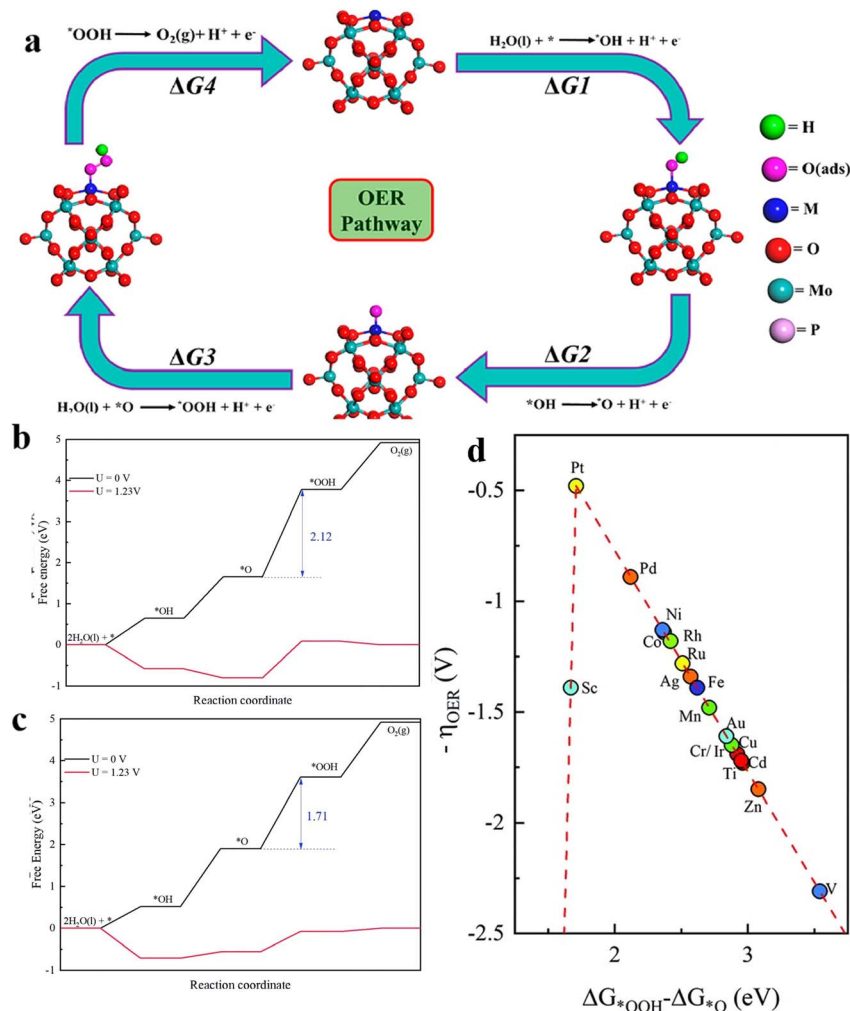 a
*OOH → O₂(g) + H⁺ + e⁻
H₂O(l) + * → *OH + H⁺ + e⁻
ΔG4
ΔG1
= H
= O(ads)
= M
= O
= Mo
= P
OER
Pathway
ΔG3
ΔG2
H₂O(l) + *O → *OOH + H⁺ + e⁻
*OH → *O + H⁺ + e⁻
b
5
4
3
2
1
0
-1
Free energy (eV)
U = 0 V
U = 1.23V
2H₂O(l) + *
*OH
*O
*OOH
O₂(g)
2.12
Reaction coordinate
c
5
4
3
2
1
0
-1
Free Energy (eV)
U = 0 V
U = 1.23 V
2H₂O(l) + *
*OH
*O
*OOH
O₂(g)
1.71
Reaction coordinate
d
-0.5
-1
-1.5
-2
-2.5
- ηOER (V)
Pt
Pd
Ni
Co
Rh
Ru
Ag
Fe
Sc
Mn
Au
Cr/ Ir
Cu
Ti
Cd
Zn
V
2
3
ΔG*OOH-ΔG*O (eV)